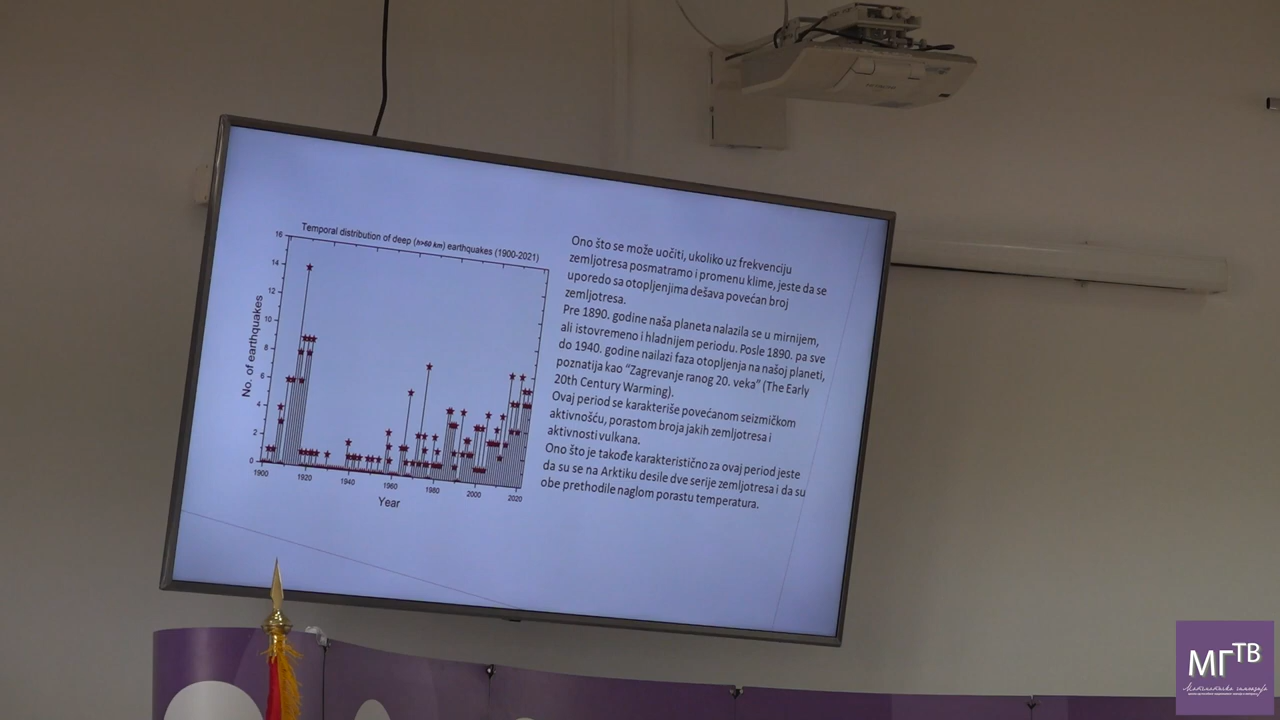 Temporal distribution of deep (h>60 km) earthquakes (1900-2021)
No. of earthquakes
16
14
12
10
8
6
4
2
0
1900 1920 1940 1960 1980 2000 2020
Year
Ono što se može uočiti, ukoliko uz frekvenciju
zemljotresa posmatramo i promenu klime, jeste da se
uporedo sa otopljenjima dešava povećan broj
zemljotresa.
Pre 1890. godine naša planeta nalazila se u mirnijem,
ali istovremeno i hladnijem periodu. Posle 1890. pa sve
do 1940. godine nailazi faza otopljenja na našoj planeti,
poznatija kao “Zagrevanje ranog 20. veka” (The Early
20th Century Warming).
Ovaj period se karakteriše povećanom seizmičkom
aktivnošću, porastom broja jakih zemljotresa i
aktivnosti vulkana.
Ono što je takođe karakteristično za ovaj period jeste
da su se na Arktiku desile dve serije zemljotresa i da su
obe prethodile naglom porastu temperatura.
МГТВ
Математичка гимназија